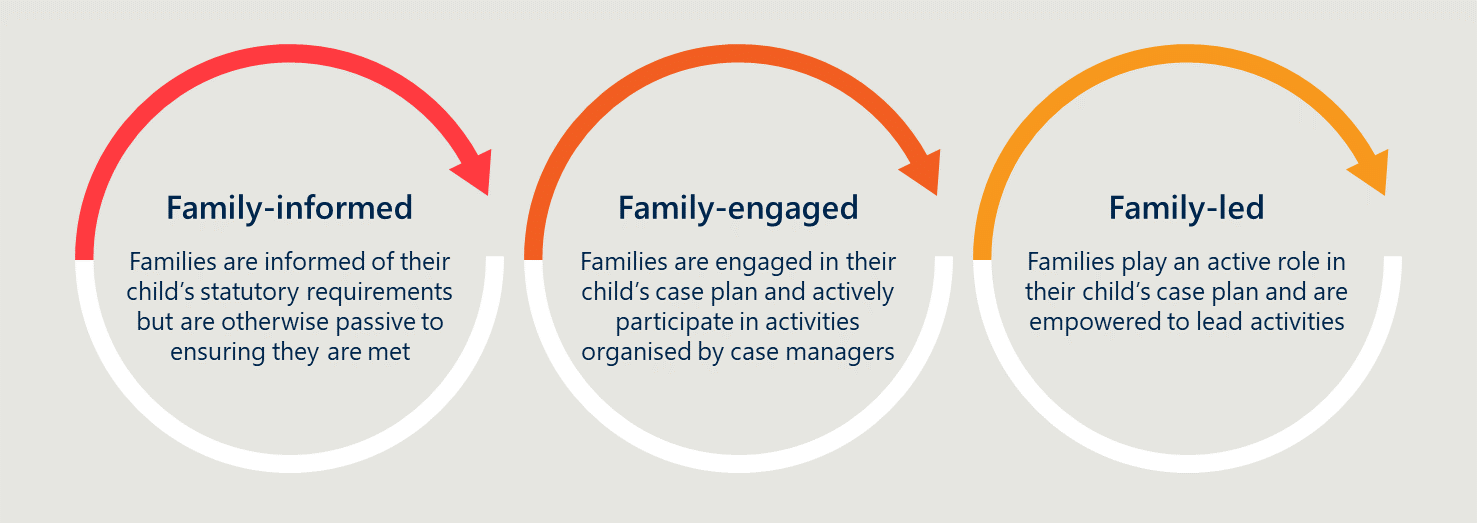 Family-informed
Families are informed of their
child’s statutory requirements
but are otherwise passive to
ensuring they are met
Family-engaged
Families are engaged in their
child’s case plan and actively
participate in activities
organised by case managers
Family-led
Families play an active role in
their child’s case plan and are
empowered to lead activities